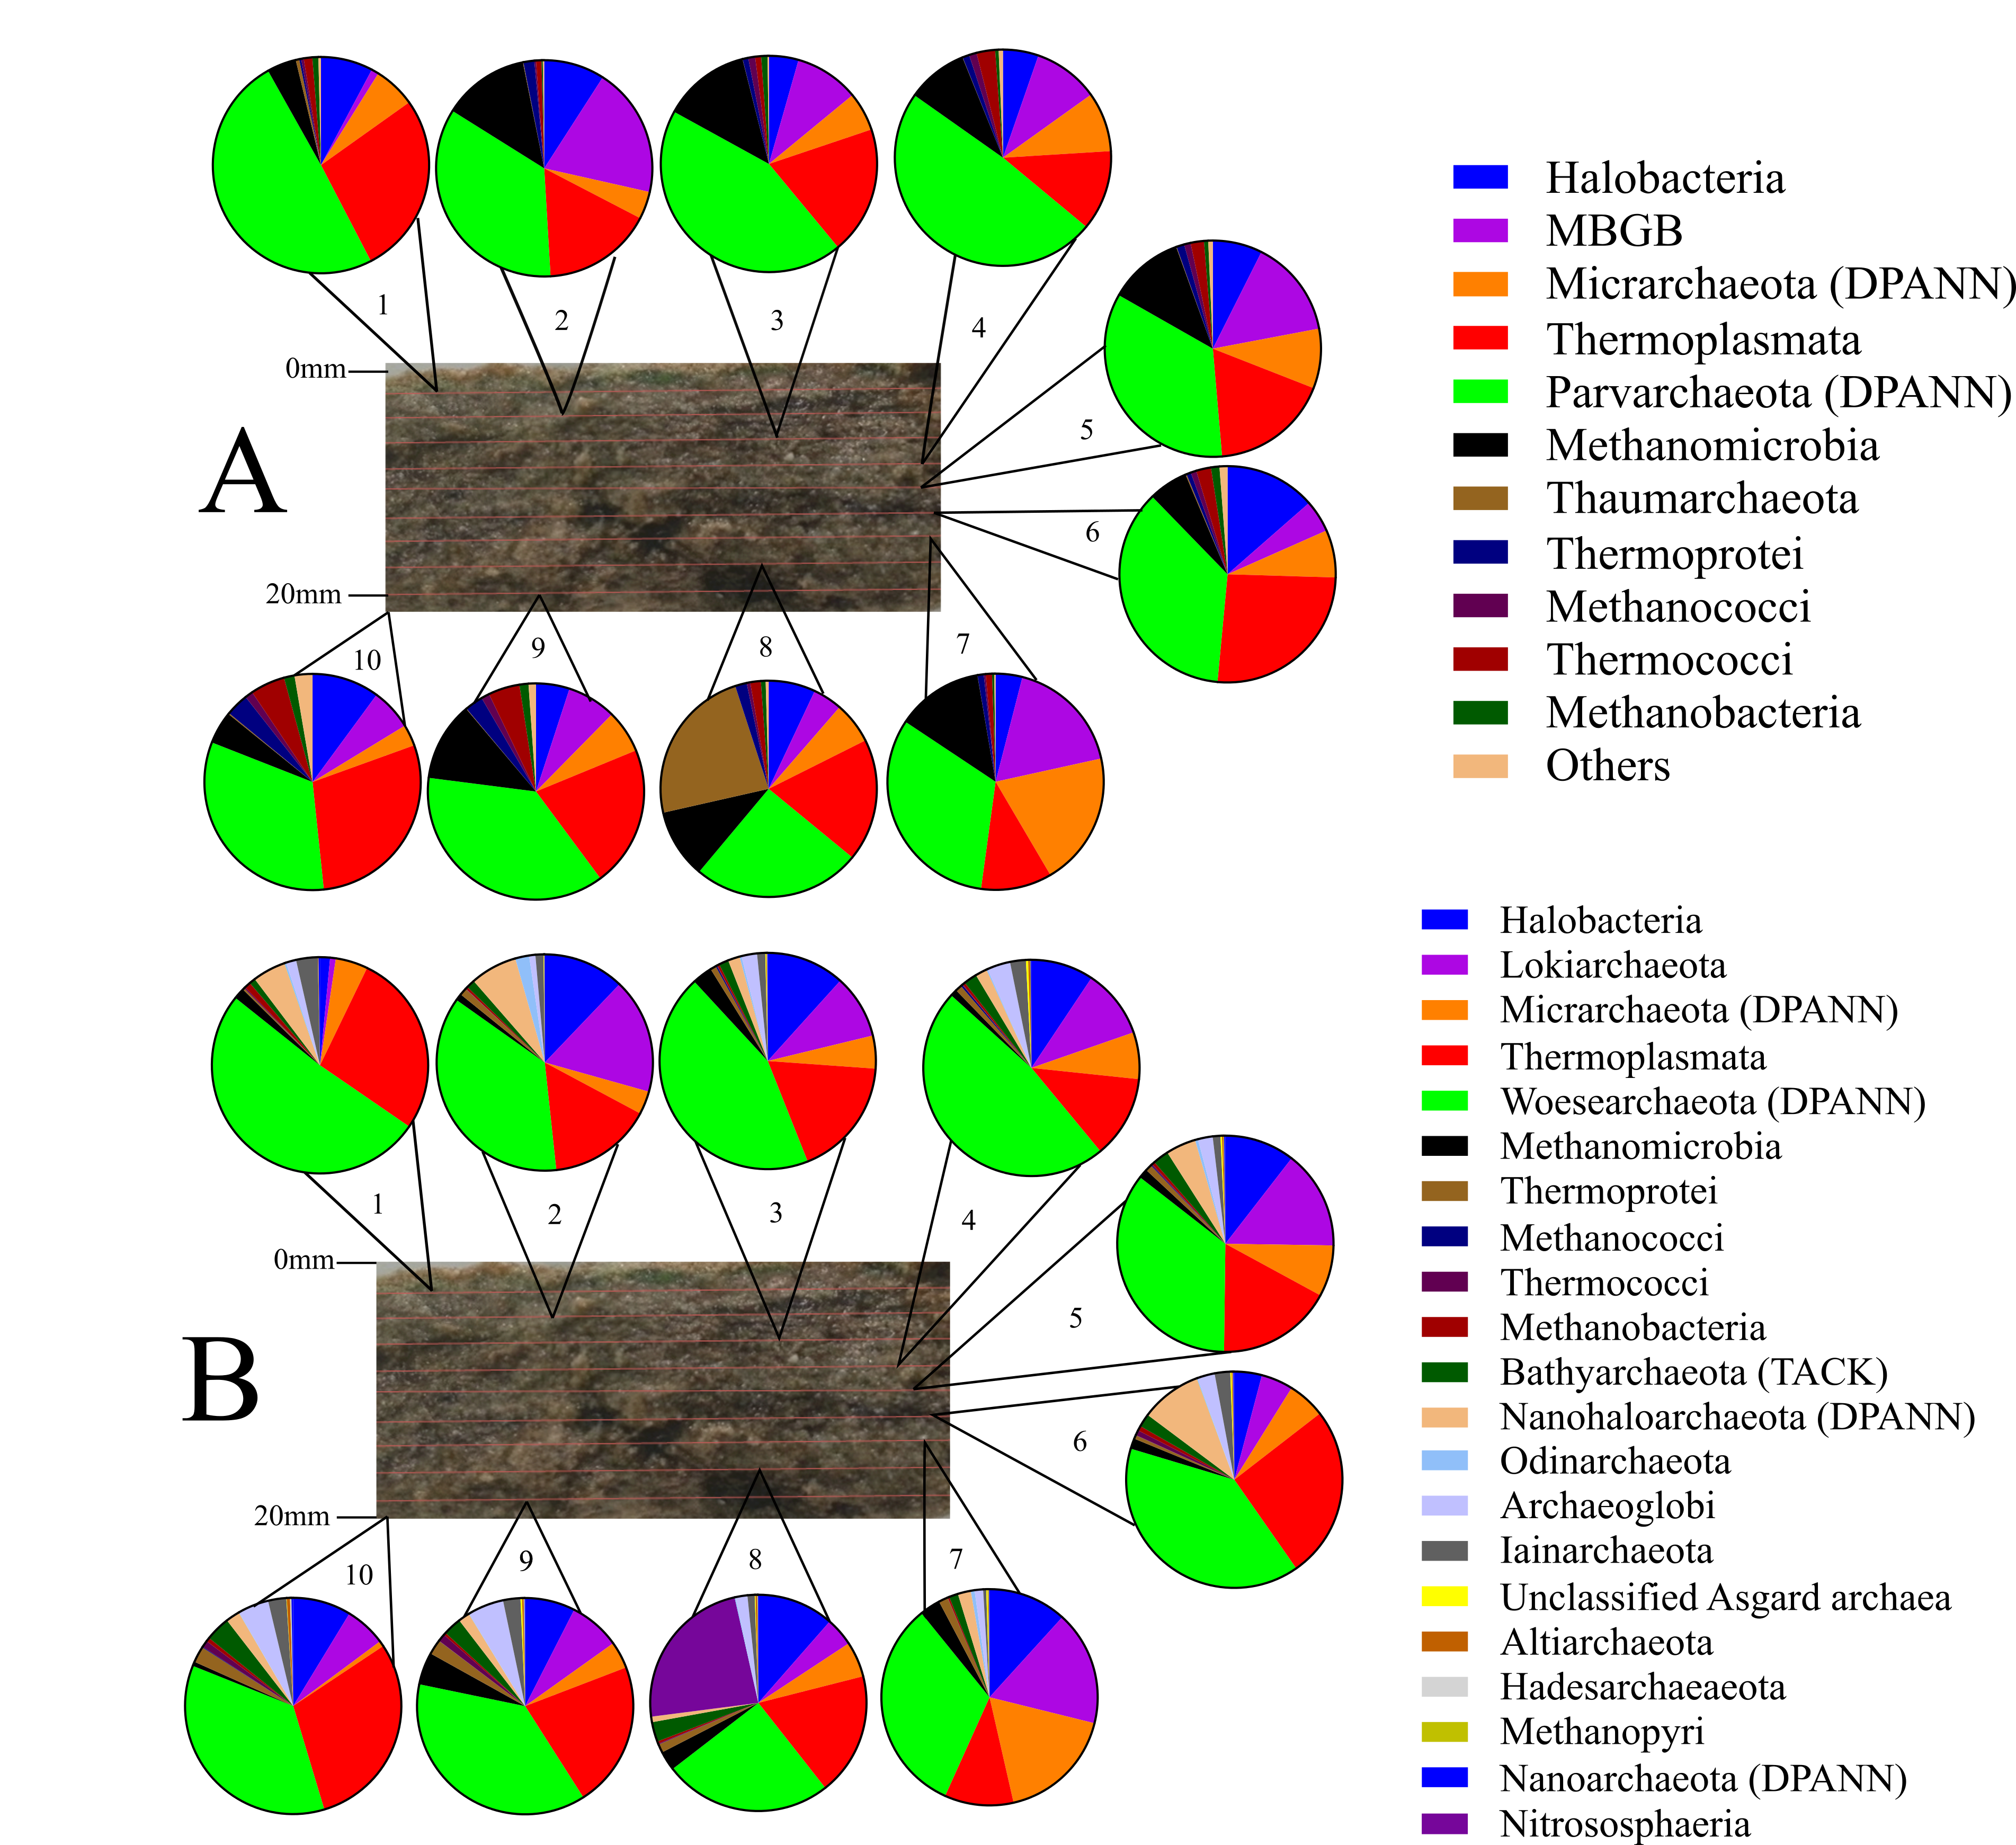 1
2
3
4
5
6
7
8
9
10
0mm
20mm
A
Halobacteria
MBGB
Micrarchaeota (DPANN)
Thermoplasmata
Parvarchaeota (DPANN)
Methanomicrobia
Thaumarchaeota
Thermoprotei
Methanococci
Thermococci
Methanobacteria
Others
1
2
3
4
5
6
7
8
9
10
0mm
20mm
B
Halobacteria
Lokiarchaeota
Micrarchaeota (DPANN)
Thermoplasmata
Woesearchaeota (DPANN)
Methanomicrobia
Thermoprotei
Methanococci
Thermococci
Methanobacteria
Bathyarchaeota (TACK)
Nanohaloarchaeota (DPANN)
Odinarchaeota
Archaeoglobi
Iainarchaeota
Unclassified Asgard archaea
Altiarchaeota
Hadesarchaeaeota
Methanopyri
Nanoarchaeota (DPANN)
Nitrososphaeria